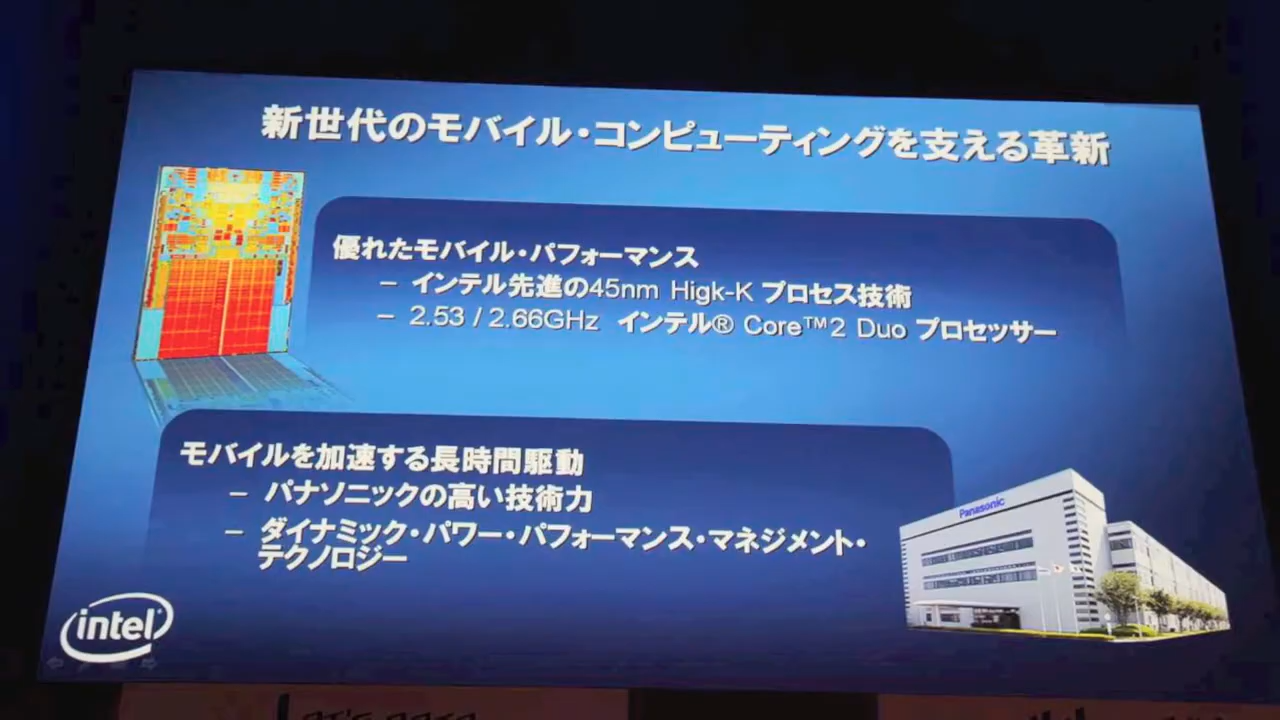 新世代のモバイル・コンピューティングを支える革新
優れたモバイル・パフォーマンス
– インテル先進の45nm Higk-K プロセス技術
– 2.53 / 2.66GHz インテル® Core™2 Duo プロセッサー
モバイルを加速する長時間駆動
– パナソニックの高い技術力
– ダイナミック・パワー・パフォーマンス・マネジメント・
テクノロジー
Panasonic
intel